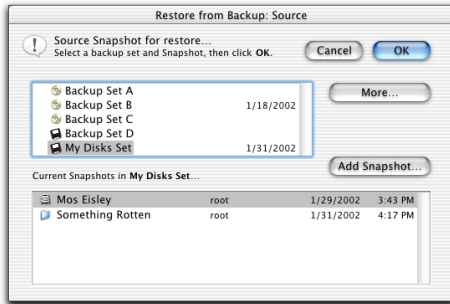 Restore from Backup: Source
Source Snapshot for restore...
Select a backup set and Snapshot, then click OK.
Cancel
OK
Backup Set A
Backup Set B 1/18/2002
Backup Set C
Backup Set D
My Disks Set 1/31/2002
More...
Add Snapshot...
Current Snapshots in My Disks Set...
Mos Eisley root 1/29/2002 3:43 PM
Something Rotten root 1/31/2002 4:17 PM